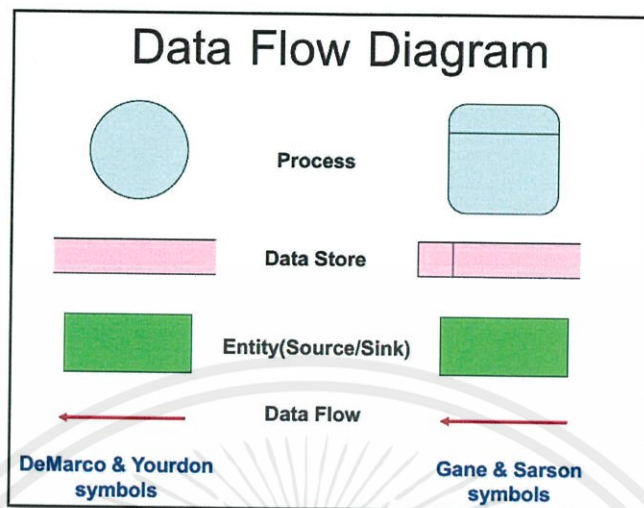 Data Flow Diagram
Process
Data Store
Entity(Source/Sink)
Data Flow
DeMarco & Yourdon
symbols
Gane & Sarson
symbols